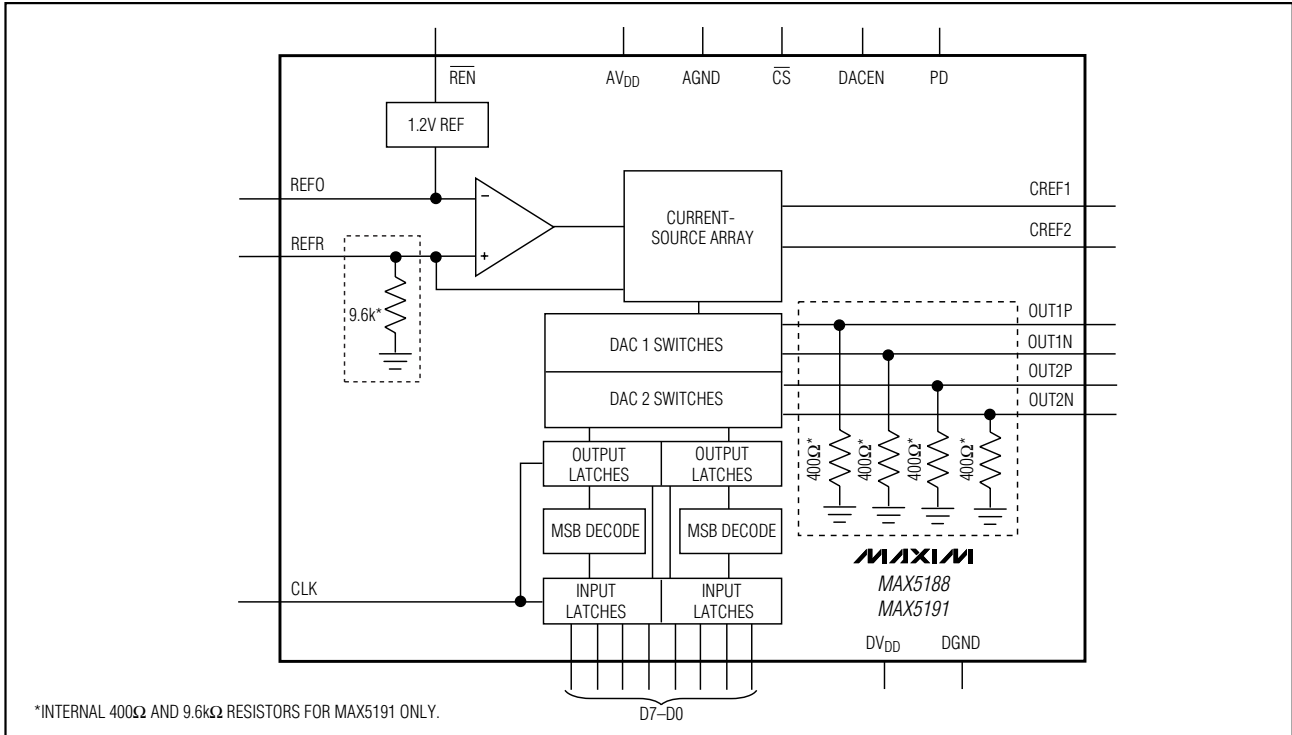 REN
AVDD
AGND
CS
DACEN
PD
1.2V REF
REFO
REFR
9.6k*
CURRENT-
SOURCE ARRAY
CREF1
CREF2
OUT1P
OUT1N
OUT2P
OUT2N
DAC 1 SWITCHES
DAC 2 SWITCHES
400Ω*
400Ω*
400Ω*
400Ω*
OUTPUT
LATCHES
OUTPUT
LATCHES
MSB DECODE
MSB DECODE
CLK
INPUT
LATCHES
INPUT
LATCHES
MAXIM
MAX5188
MAX5191
DVDD
DGND
D7–D0
*INTERNAL 400Ω AND 9.6kΩ RESISTORS FOR MAX5191 ONLY.